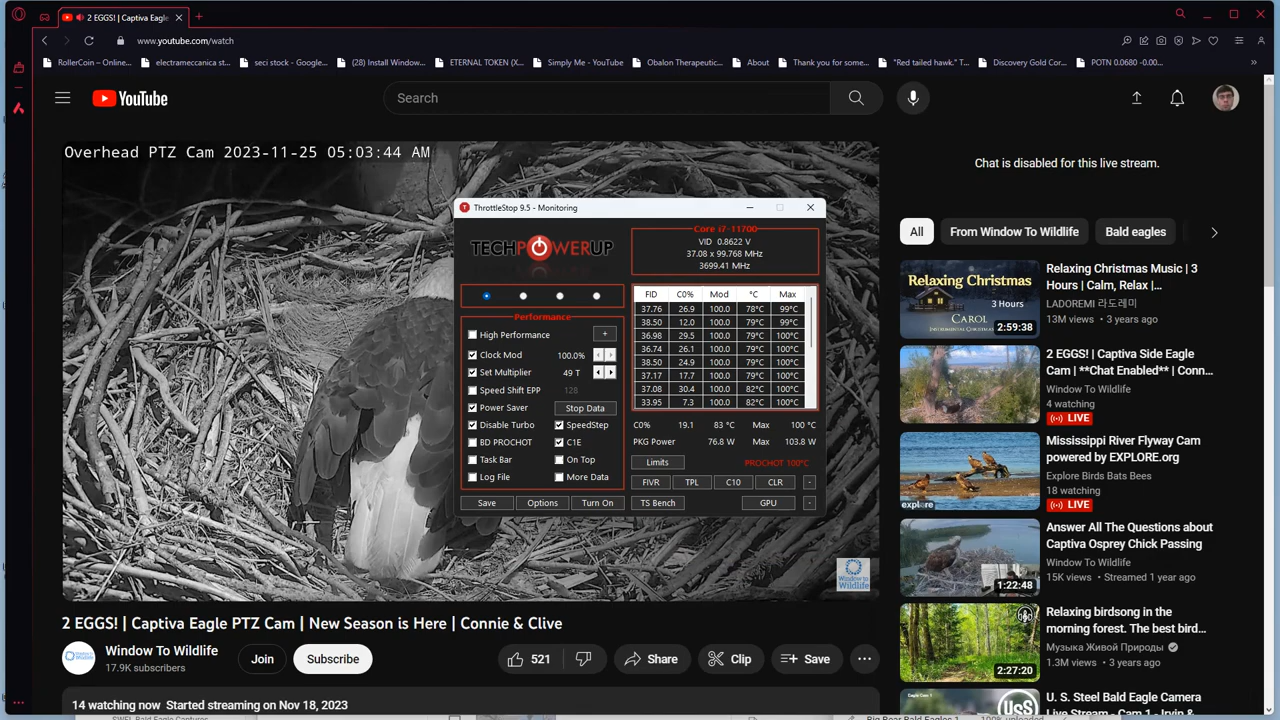 2 EGGS! | Captiva Eagle
www.youtube.com/watch
RollerCoin – Online...
electrameccanica st...
seci stock - Google...
(28) Install Window...
ETERNAL TOKEN (X...
Simply Me - YouTube
Obalon Therapeutic...
About
Thank you for some...
"Red tailed hawk." T...
Discovery Gold Cor...
POTN 0.0680 -0.00...
YouTube
Search
Overhead PTZ Cam 2023-11-25 05:03:44 AM
ThrottleStop 9.5 - Monitoring
TECHPOWERUP
Core i7-11700
VID 0.8622 V
37.08 x 99.768 MHz
3699.41 MHz
Performance
High Performance
+
Clock Mod 100.0%
Set Multiplier 49 T
Speed Shift EPP 128
Power Saver Stop Data
Disable Turbo SpeedStep
BD PROCHOT C1E
Task Bar On Top
Log File More Data
Save Options Turn On
FID C0% Mod °C Max
37.76 26.9 100.0 78°C 99°C
38.50 12.0 100.0 79°C 99°C
36.98 29.5 100.0 79°C 100°C
36.74 26.1 100.0 79°C 100°C
38.50 24.9 100.0 79°C 100°C
37.17 17.7 100.0 79°C 100°C
37.08 30.4 100.0 82°C 100°C
33.95 7.3 100.0 82°C 100°C
C0% 19.1 83 °C Max 100 °C
PKG Power 76.8 W Max 103.8 W
Limits PROCHOT 100°C
FIVR TPL C10 CLR -
TS Bench GPU -
Window to
Wildlife
2 EGGS! | Captiva Eagle PTZ Cam | New Season is Here | Connie & Clive
Window To Wildlife
17.9K subscribers
Join
Subscribe
521
Share
Clip
Save
14 watching now Started streaming on Nov 18, 2023
Chat is disabled for this live stream.
All
From Window To Wildlife
Bald eagles
Relaxing Christmas
3 Hours
CAROL
2:59:38
Relaxing Christmas Music | 3
Hours | Calm, Relax |...
LADOREMI 라도레미
13M views • 3 years ago
2 EGGS! | Captiva Side Eagle
Cam | **Chat Enabled** | Conn...
Window To Wildlife
4 watching
LIVE
explore
Mississippi River Flyway Cam
powered by EXPLORE.org
Explore Birds Bats Bees
18 watching
LIVE
1:22:48
Answer All The Questions about
Captiva Osprey Chick Passing
Window To Wildlife
15K views • Streamed 1 year ago
2:27:20
Relaxing birdsong in the
morning forest. The best bird...
Музыка Живой Природы
1.3M views • 3 years ago
Eagle Cam 1
USS
U. S. Steel Bald Eagle Camera